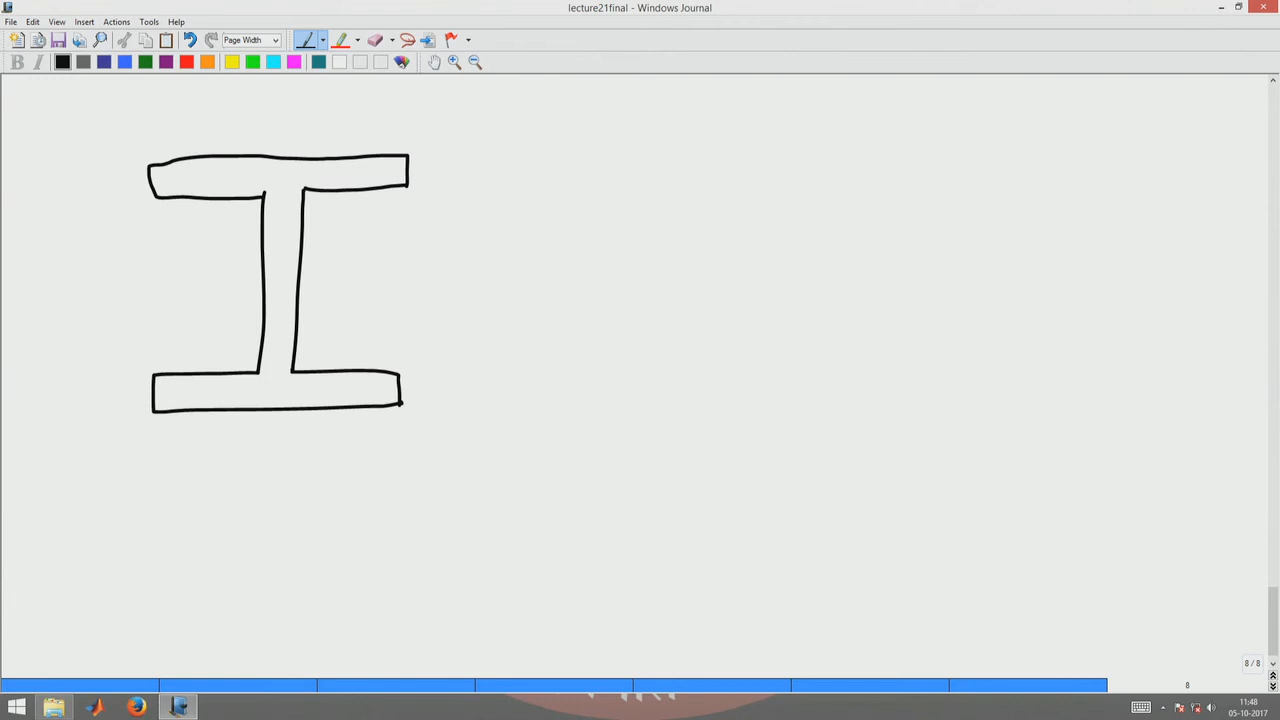 lecture21final - Windows Journal
File Edit View Insert Actions Tools Help
Page Width
B I
8 / 8
8
11:48
05-10-2017